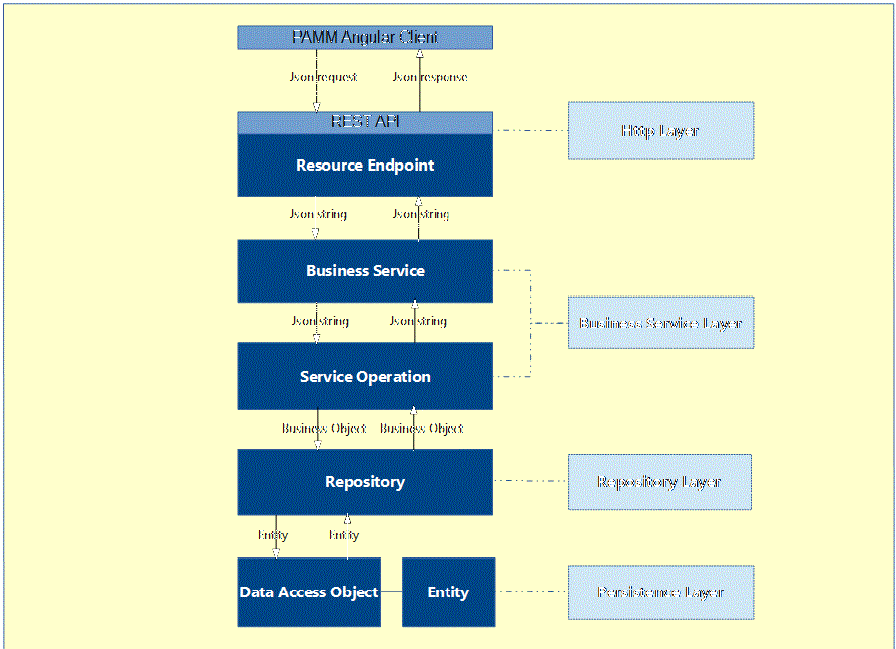 PAMM Angular Client
Json request
Json response
REST API
Http Layer
Resource Endpoint
Json string
Json string
Business Service
Json string
Json string
Business Service Layer
Service Operation
Business Object
Business Object
Repository
Repository Layer
Entity
Entity
Data Access Object
Entity
Persistence Layer